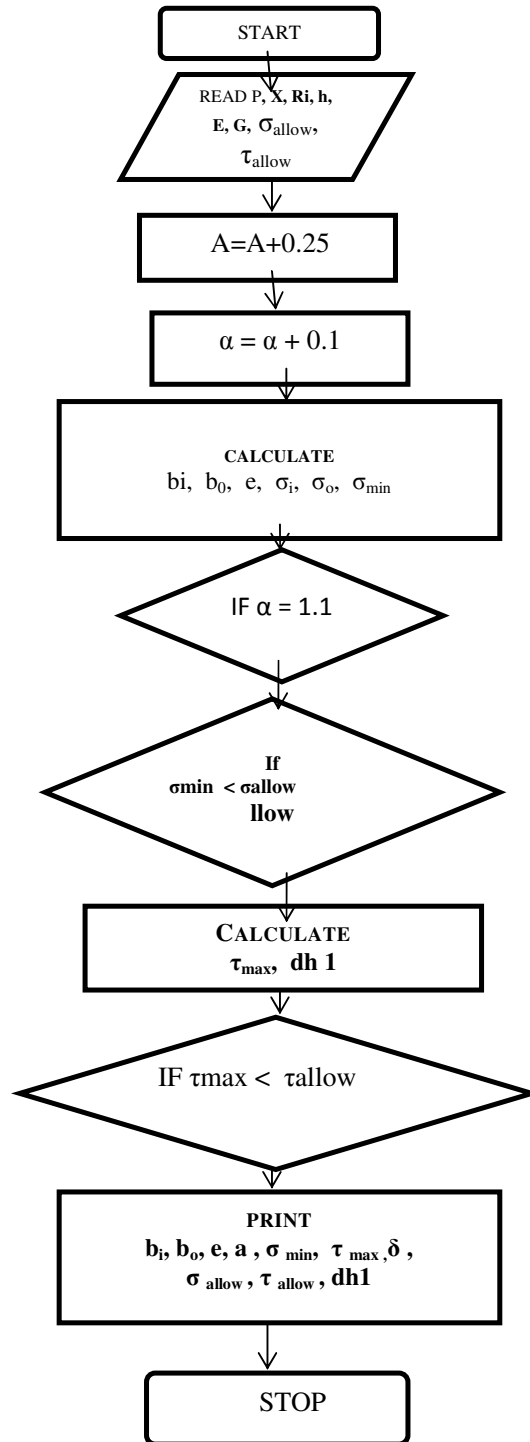 START
READ P, X, Ri, h,
E, G, σallow,
τallow
A=A+0.25
α = α + 0.1
CALCULATE
bi, b0, e, σi, σo, σmin
IF α = 1.1
If
σmin < σallow
llow
CALCULATE
τmax, dh 1
IF τmax < τallow
PRINT
bi, bo, e, a , σ min, τ max ,δ ,
σ allow , τ allow , dh1
STOP